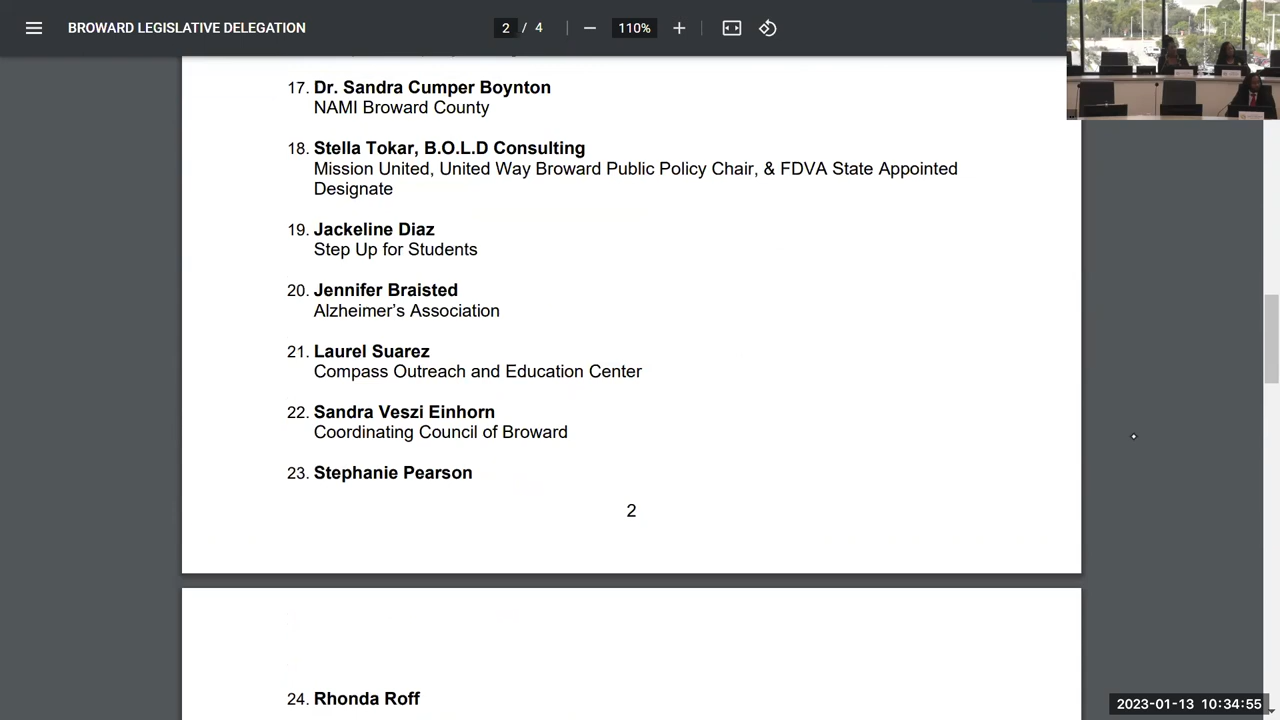 BROWARD LEGISLATIVE DELEGATION
2 / 4
110%
17. Dr. Sandra Cumper Boynton
NAMI Broward County
18. Stella Tokar, B.O.L.D Consulting
Mission United, United Way Broward Public Policy Chair, & FDVA State Appointed
Designate
19. Jackeline Diaz
Step Up for Students
20. Jennifer Braisted
Alzheimer’s Association
21. Laurel Suarez
Compass Outreach and Education Center
22. Sandra Veszi Einhorn
Coordinating Council of Broward
23. Stephanie Pearson
2
24. Rhonda Roff
2023-01-13 10:34:55